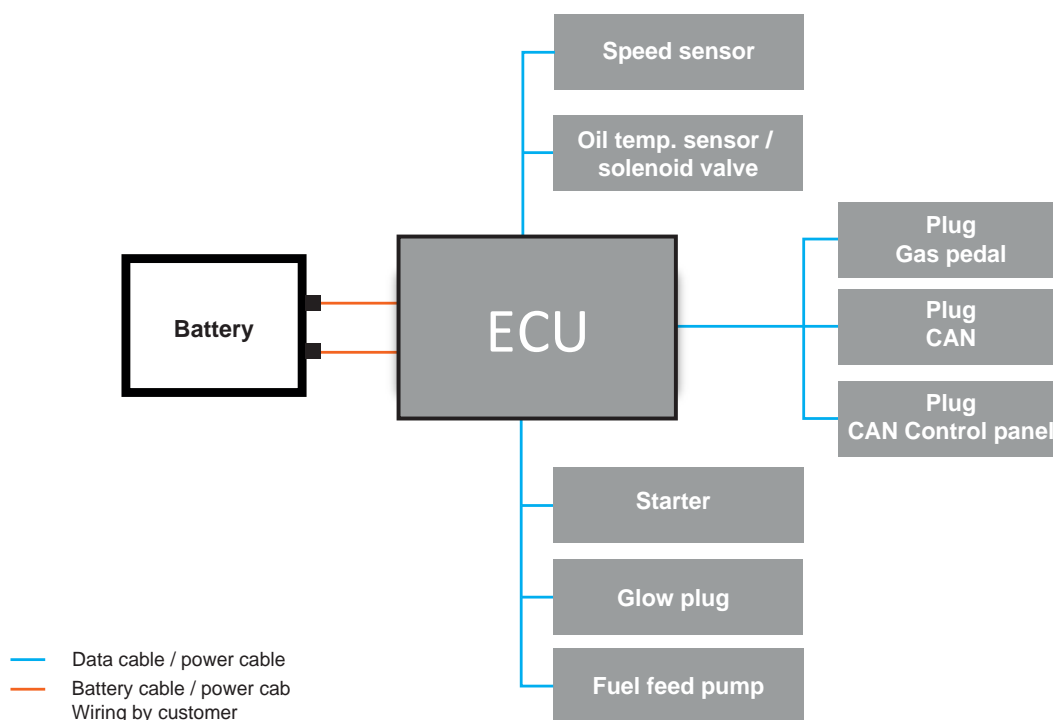 Speed sensor
Oil temp. sensor /
solenoid valve
Plug
Gas pedal
Battery
ECU
Plug
CAN
Plug
CAN Control panel
Starter
Glow plug
Fuel feed pump
Data cable / power cable
Battery cable / power cab
Wiring by customer